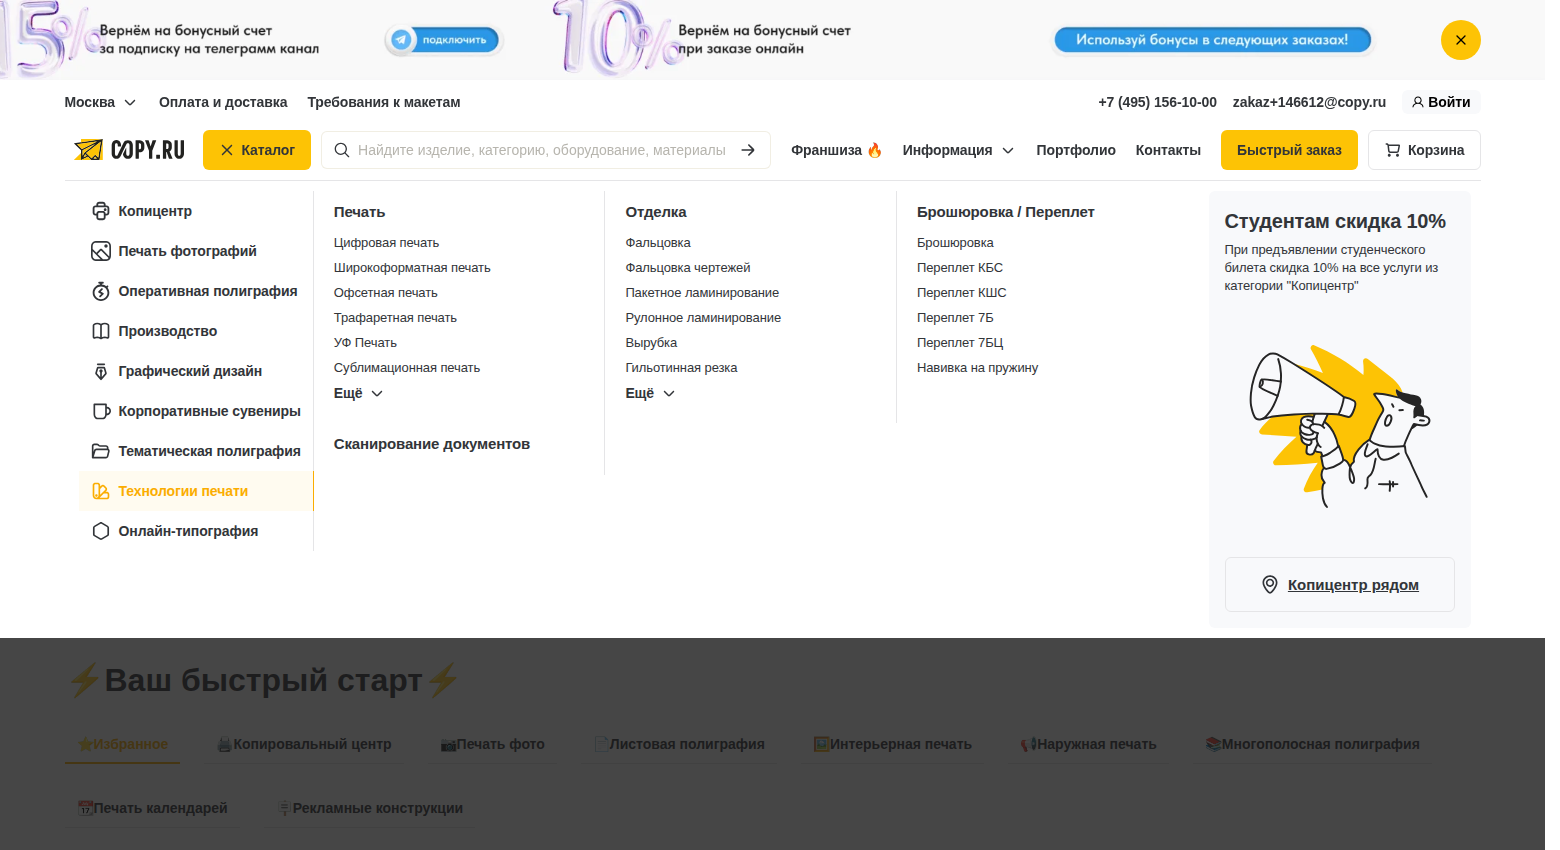 15% Вернём на бонусный счет
за подписку на телеграмм канал
подключить
10% Вернём на бонусный счет
при заказе онлайн
Используй бонусы в следующих заказах!
Москва Оплата и доставка Требования к макетам +7 (495) 156-10-00 zakaz+146612@copy.ru Войти
COPY.RU Каталог Найдите изделие, категорию, оборудование, материалы Франшиза 🔥 Информация Портфолио Контакты Быстрый заказ Корзина
Копицентр
Печать фотографий
Оперативная полиграфия
Производство
Графический дизайн
Корпоративные сувениры
Тематическая полиграфия
Технологии печати
Онлайн-типография
Печать
Цифровая печать
Широкоформатная печать
Офсетная печать
Трафаретная печать
УФ Печать
Сублимационная печать
Ещё
Сканирование документов
Отделка
Фальцовка
Фальцовка чертежей
Пакетное ламинирование
Рулонное ламинирование
Вырубка
Гильотинная резка
Ещё
Брошюровка / Переплет
Брошюровка
Переплет КБС
Переплет КШС
Переплет 7Б
Переплет 7БЦ
Навивка на пружину
Студентам скидка 10%
При предъявлении студенческого
билета скидка 10% на все услуги из
категории "Копицентр"
Копицентр рядом
⚡Ваш быстрый старт⚡
⭐Избранное 🖨️Копировальный центр 📷Печать фото 📄Листовая полиграфия 🖼️Интерьерная печать 📢Наружная печать 📚Многополосная полиграфия
📆Печать календарей 🪧Рекламные конструкции